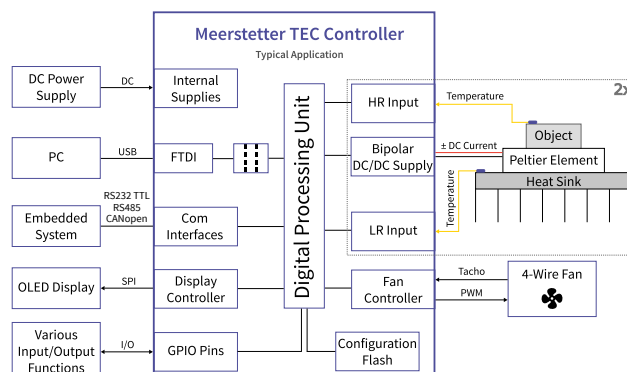 Meerstetter TEC Controller
Typical Application
DC Power
Supply
DC
Internal
Supplies
PC
USB
FTDI
Embedded
System
RS232 TTL
RS485
CANopen
Com
Interfaces
OLED Display
SPI
Display
Controller
Various
Input/Output
Functions
I/O
GPIO Pins
Digital Processing Unit
HR Input
Bipolar
DC/DC Supply
LR Input
Fan
Controller
Configuration
Flash
2x
Temperature
± DC Current
Temperature
Object
Peltier Element
Heat Sink
Tacho
PWM
4-Wire Fan